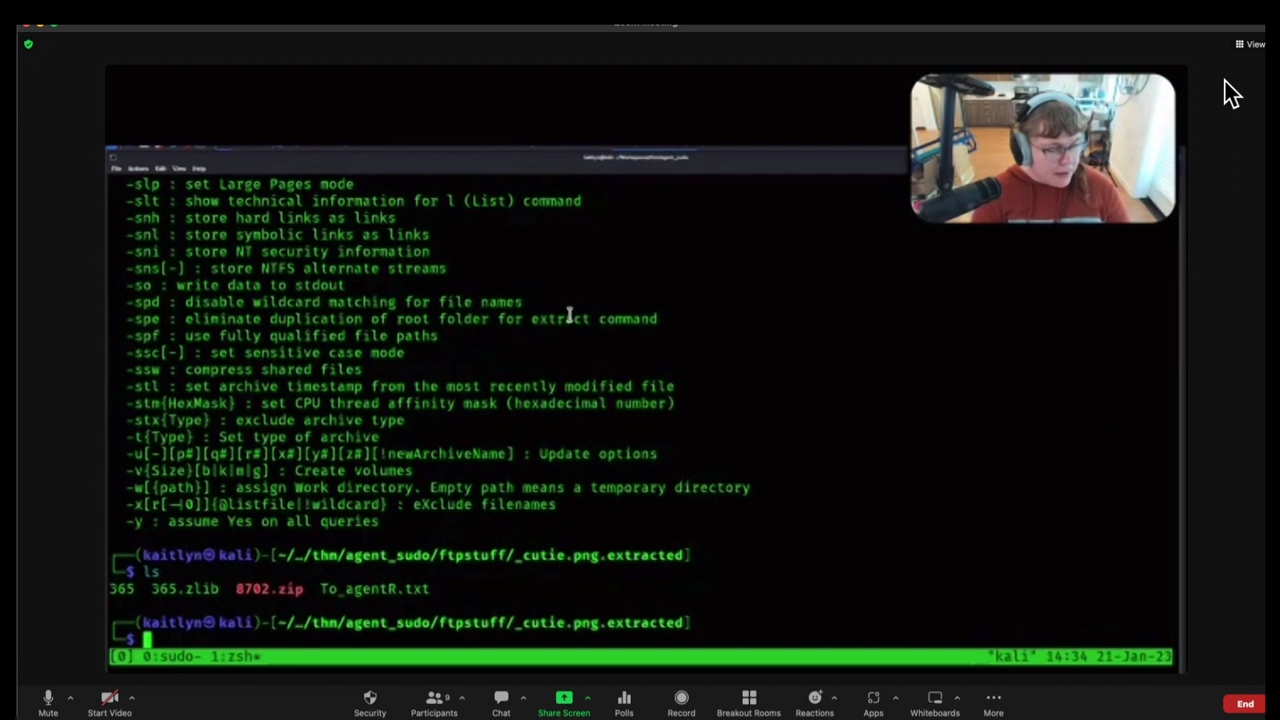 View
File Actions Edit View Help
-slp : set Large Pages mode
-slt : show technical information for l (List) command
-snh : store hard links as links
-snl : store symbolic links as links
-sni : store NT security information
-sns[-] : store NTFS alternate streams
-so : write data to stdout
-spd : disable wildcard matching for file names
-spe : eliminate duplication of root folder for extract command
-spf : use fully qualified file paths
-ssc[-] : set sensitive case mode
-ssw : compress shared files
-stl : set archive timestamp from the most recently modified file
-stm{HexMask} : set CPU thread affinity mask (hexadecimal number)
-stx{Type} : exclude archive type
-t{Type} : Set type of archive
-u[-][p#][q#][r#][x#][y#][z#][!newArchiveName] : Update options
-v{Size}[b|k|m|g] : Create volumes
-w[{path}] : assign Work directory. Empty path means a temporary directory
-x[r[-|0]]{@listfile|!wildcard} : eXclude filenames
-y : assume Yes on all queries
(kaitlyn㉿kali)-[~/…/thm/agent_sudo/ftpstuff/_cutie.png.extracted]
$ ls
365 365.zlib 8702.zip To_agentR.txt
(kaitlyn㉿kali)-[~/…/thm/agent_sudo/ftpstuff/_cutie.png.extracted]
$
[0] 0:sudo- 1:zsh* "kali" 14:34 21-Jan-23
Mute Start Video Security Participants 9 Chat Share Screen Polls Record Breakout Rooms Reactions Apps Whiteboards More End